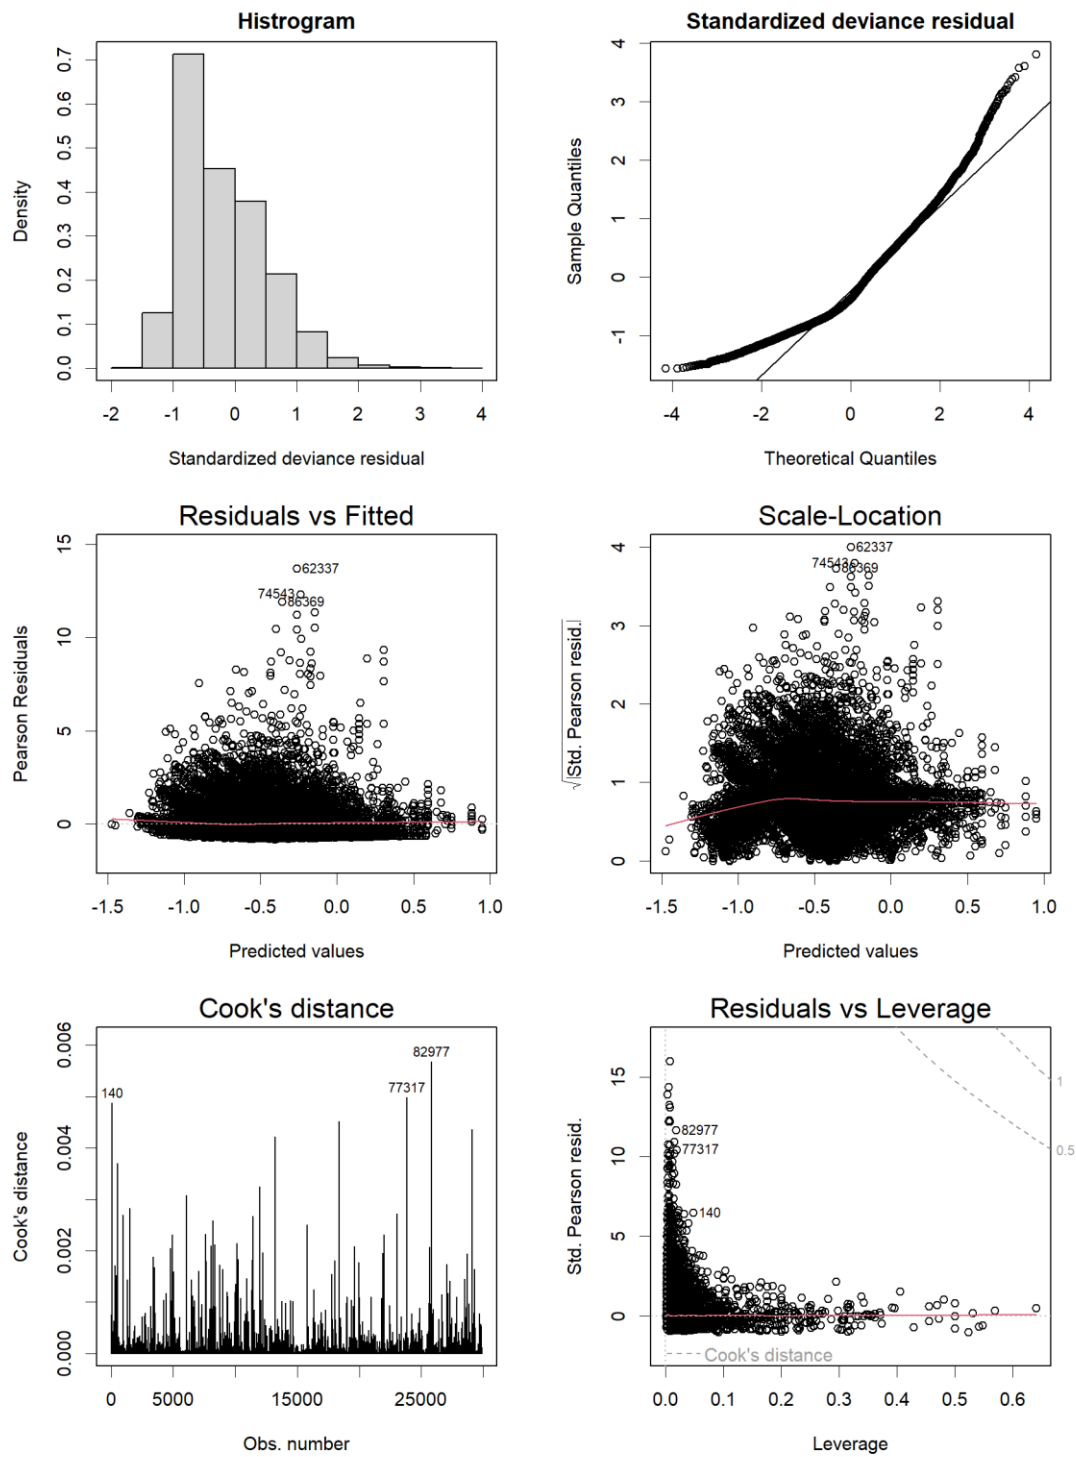 Histrogram
Density
0.0 0.1 0.2 0.3 0.4 0.5 0.6 0.7
-2 -1 0 1 2 3 4
Standardized deviance residual
Standardized deviance residual
Sample Quantiles
-1 0 1 2 3 4
-4 -2 0 2 4
Theoretical Quantiles
Residuals vs Fitted
Pearson Residuals
0 5 10 15
62337
74543
86369
-1.5 -1.0 -0.5 0.0 0.5 1.0
Predicted values
Scale-Location
√|Std. Pearson resid.|
0 1 2 3 4
62337
74543
86369
-1.5 -1.0 -0.5 0.0 0.5 1.0
Predicted values
Cook's distance
Cook's distance
0.000 0.002 0.004 0.006
140
77317
82977
0 5000 15000 25000
Obs. number
Residuals vs Leverage
Std. Pearson resid.
0 5 10 15
82977
77317
140
1
0.5
Cook's distance
0.0 0.1 0.2 0.3 0.4 0.5 0.6
Leverage